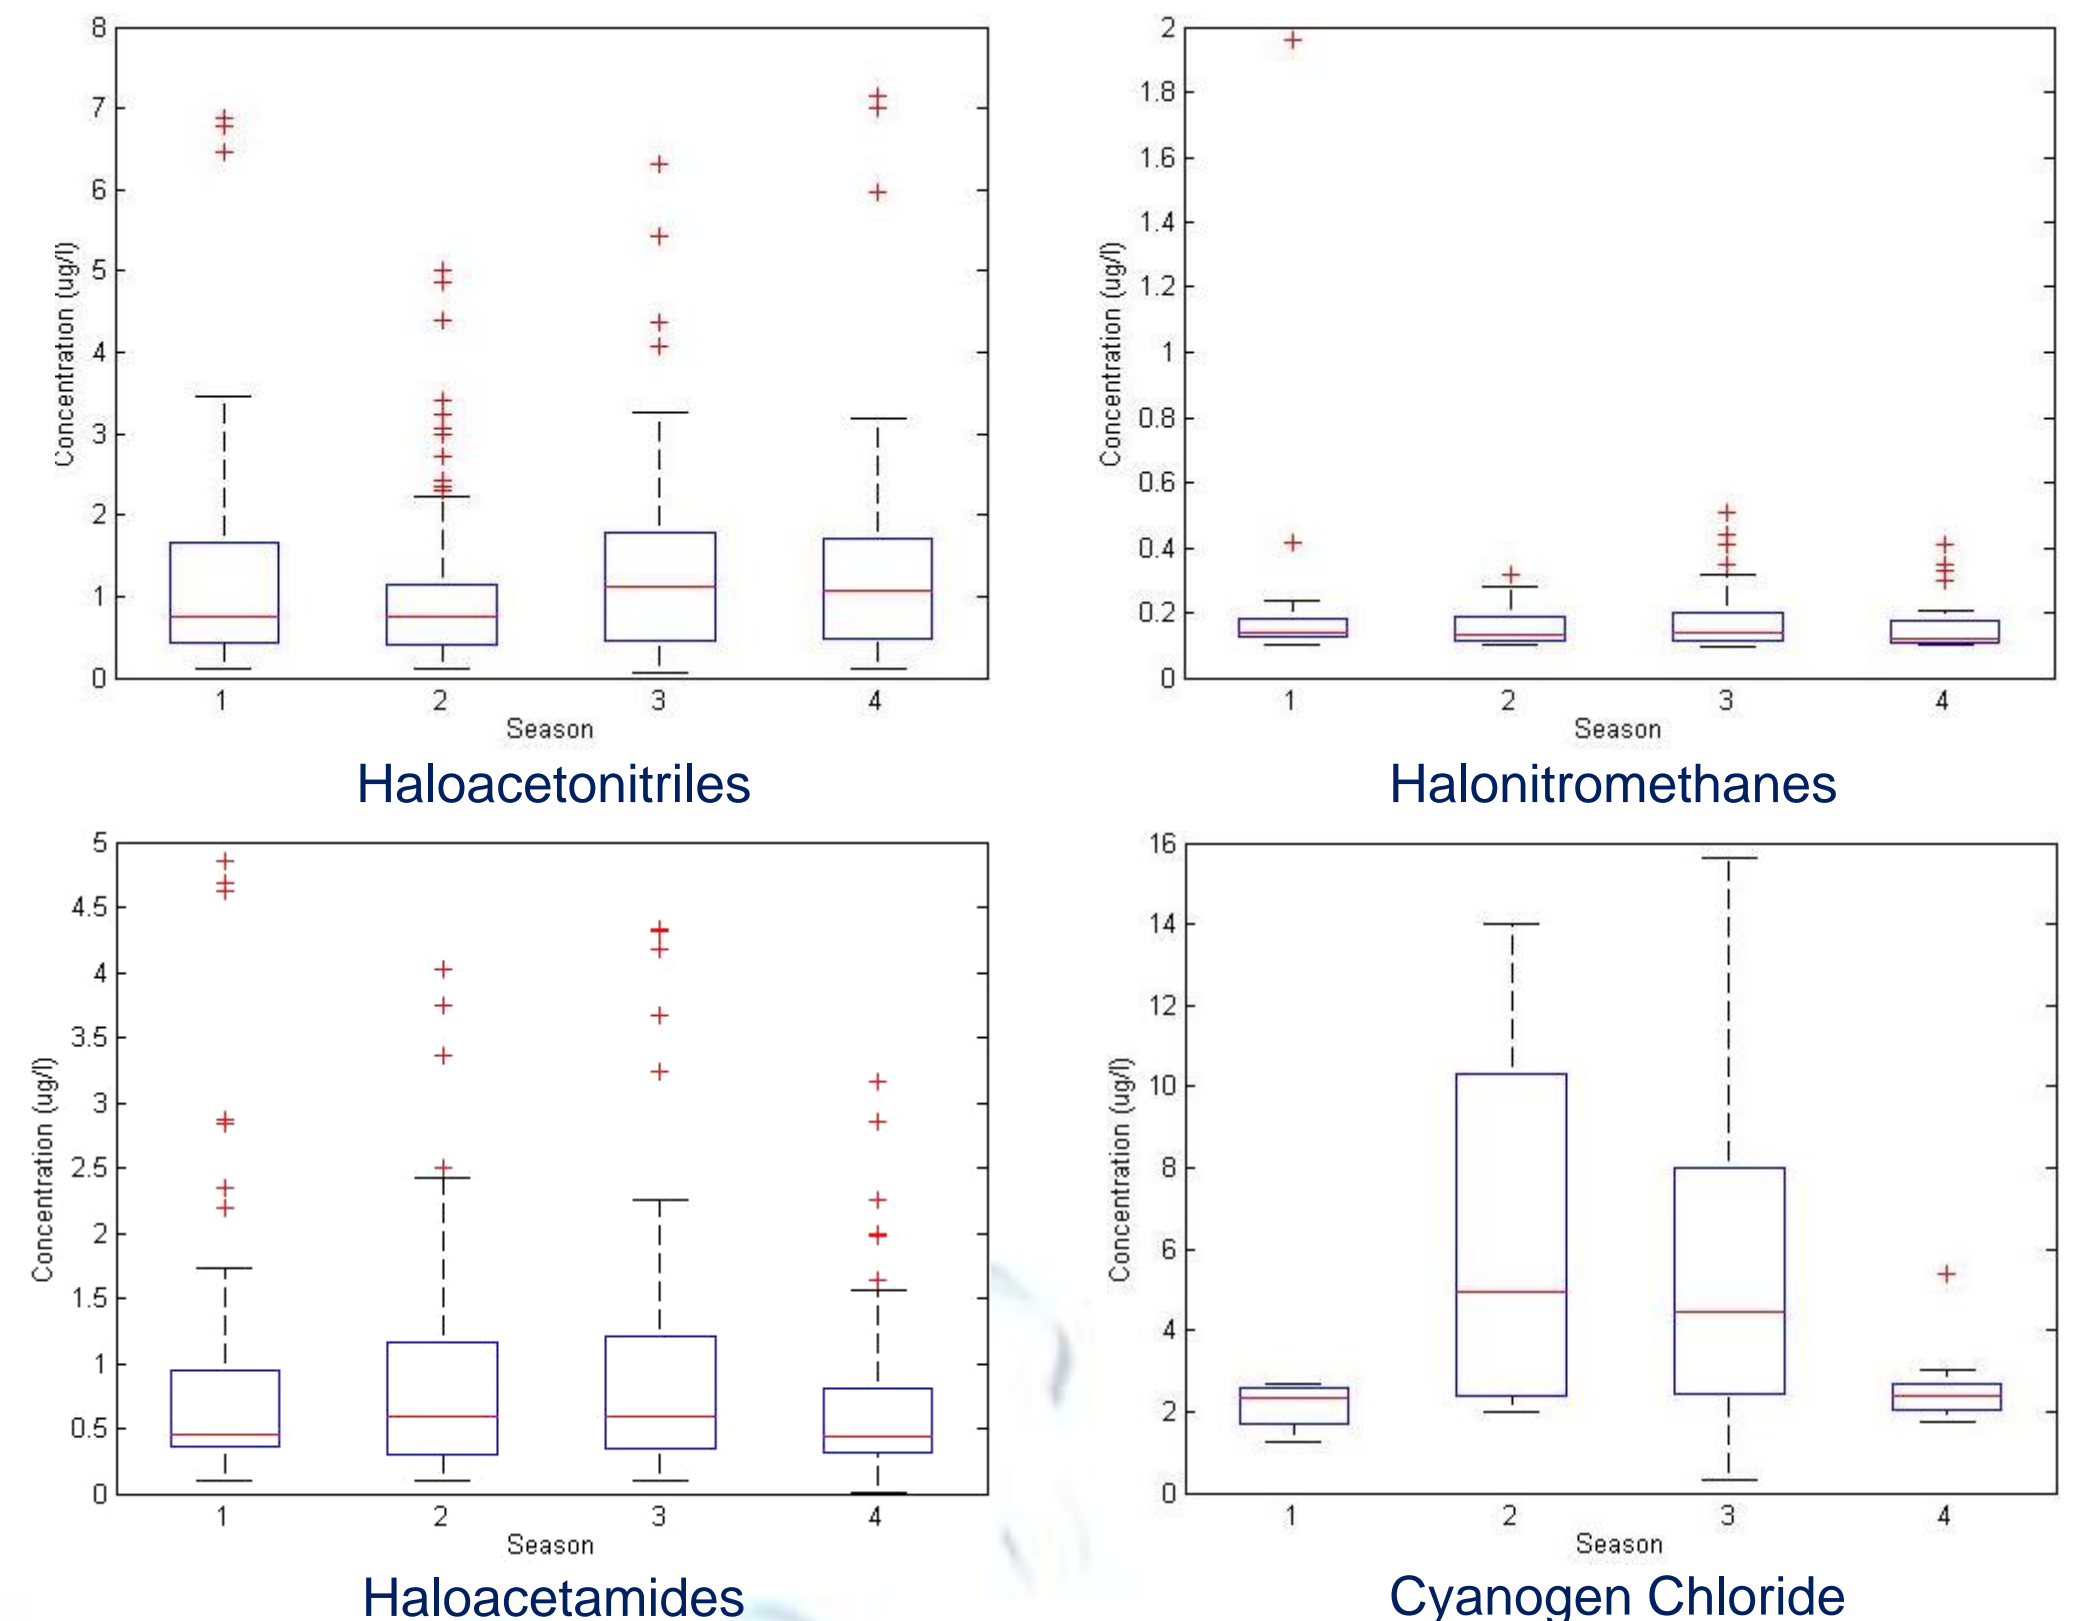 8
7
6
5
4
3
2
1
0
Concentration (ug/l)
1 2 3 4
Season
Haloacetonitriles
2
1.8
1.6
1.4
1.2
1
0.8
0.6
0.4
0.2
0
Concentration (ug/l)
1 2 3 4
Season
Halonitromethanes
5
4.5
4
3.5
3
2.5
2
1.5
1
0.5
0
Concentration (ug/l)
1 2 3 4
Season
Haloacetamides
16
14
12
10
8
6
4
2
0
Concentration (ug/l)
1 2 3 4
Season
Cyanogen Chloride